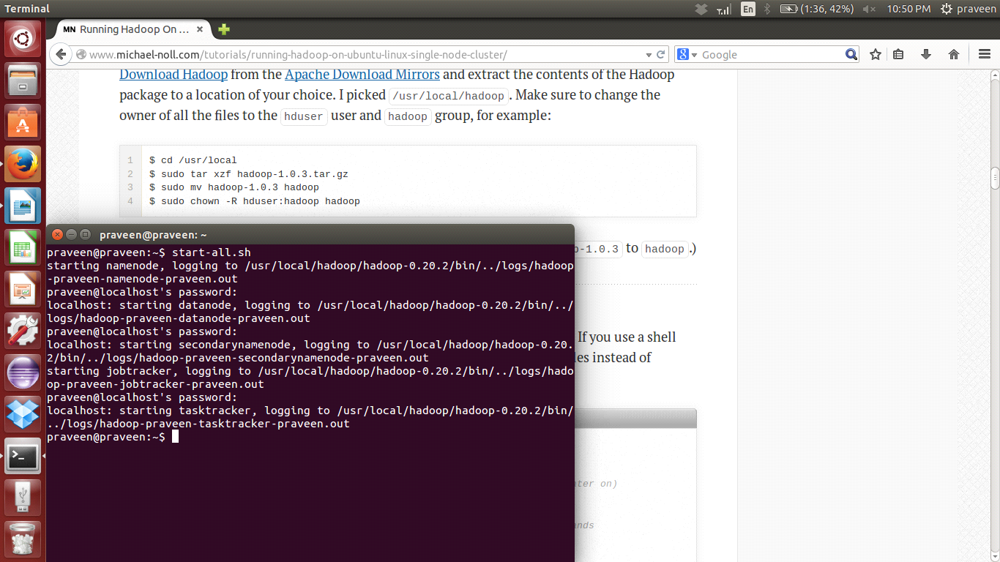 Terminal
En
(1:36, 42%)
10:50 PM
praveen
MN Running Hadoop On ...
www.michael-noll.com/tutorials/running-hadoop-on-ubuntu-linux-single-node-cluster/
Google
Download Hadoop from the Apache Download Mirrors and extract the contents of the Hadoop
package to a location of your choice. I picked /usr/local/hadoop . Make sure to change the
owner of all the files to the hduser user and hadoop group, for example:
1 $ cd /usr/local
2 $ sudo tar xzf hadoop-1.0.3.tar.gz
3 $ sudo mv hadoop-1.0.3 hadoop
4 $ sudo chown -R hduser:hadoop hadoop
-1.0.3 to hadoop .)
If you use a shell
les instead of
uter on)
ands
praveen@praveen: ~
praveen@praveen:~$ start-all.sh
starting namenode, logging to /usr/local/hadoop/hadoop-0.20.2/bin/../logs/hadoop
-praveen-namenode-praveen.out
praveen@localhost's password:
localhost: starting datanode, logging to /usr/local/hadoop/hadoop-0.20.2/bin/../
logs/hadoop-praveen-datanode-praveen.out
praveen@localhost's password:
localhost: starting secondarynamenode, logging to /usr/local/hadoop/hadoop-0.20.
2/bin/../logs/hadoop-praveen-secondarynamenode-praveen.out
starting jobtracker, logging to /usr/local/hadoop/hadoop-0.20.2/bin/../logs/hado
op-praveen-jobtracker-praveen.out
praveen@localhost's password:
localhost: starting tasktracker, logging to /usr/local/hadoop/hadoop-0.20.2/bin/
../logs/hadoop-praveen-tasktracker-praveen.out
praveen@praveen:~$